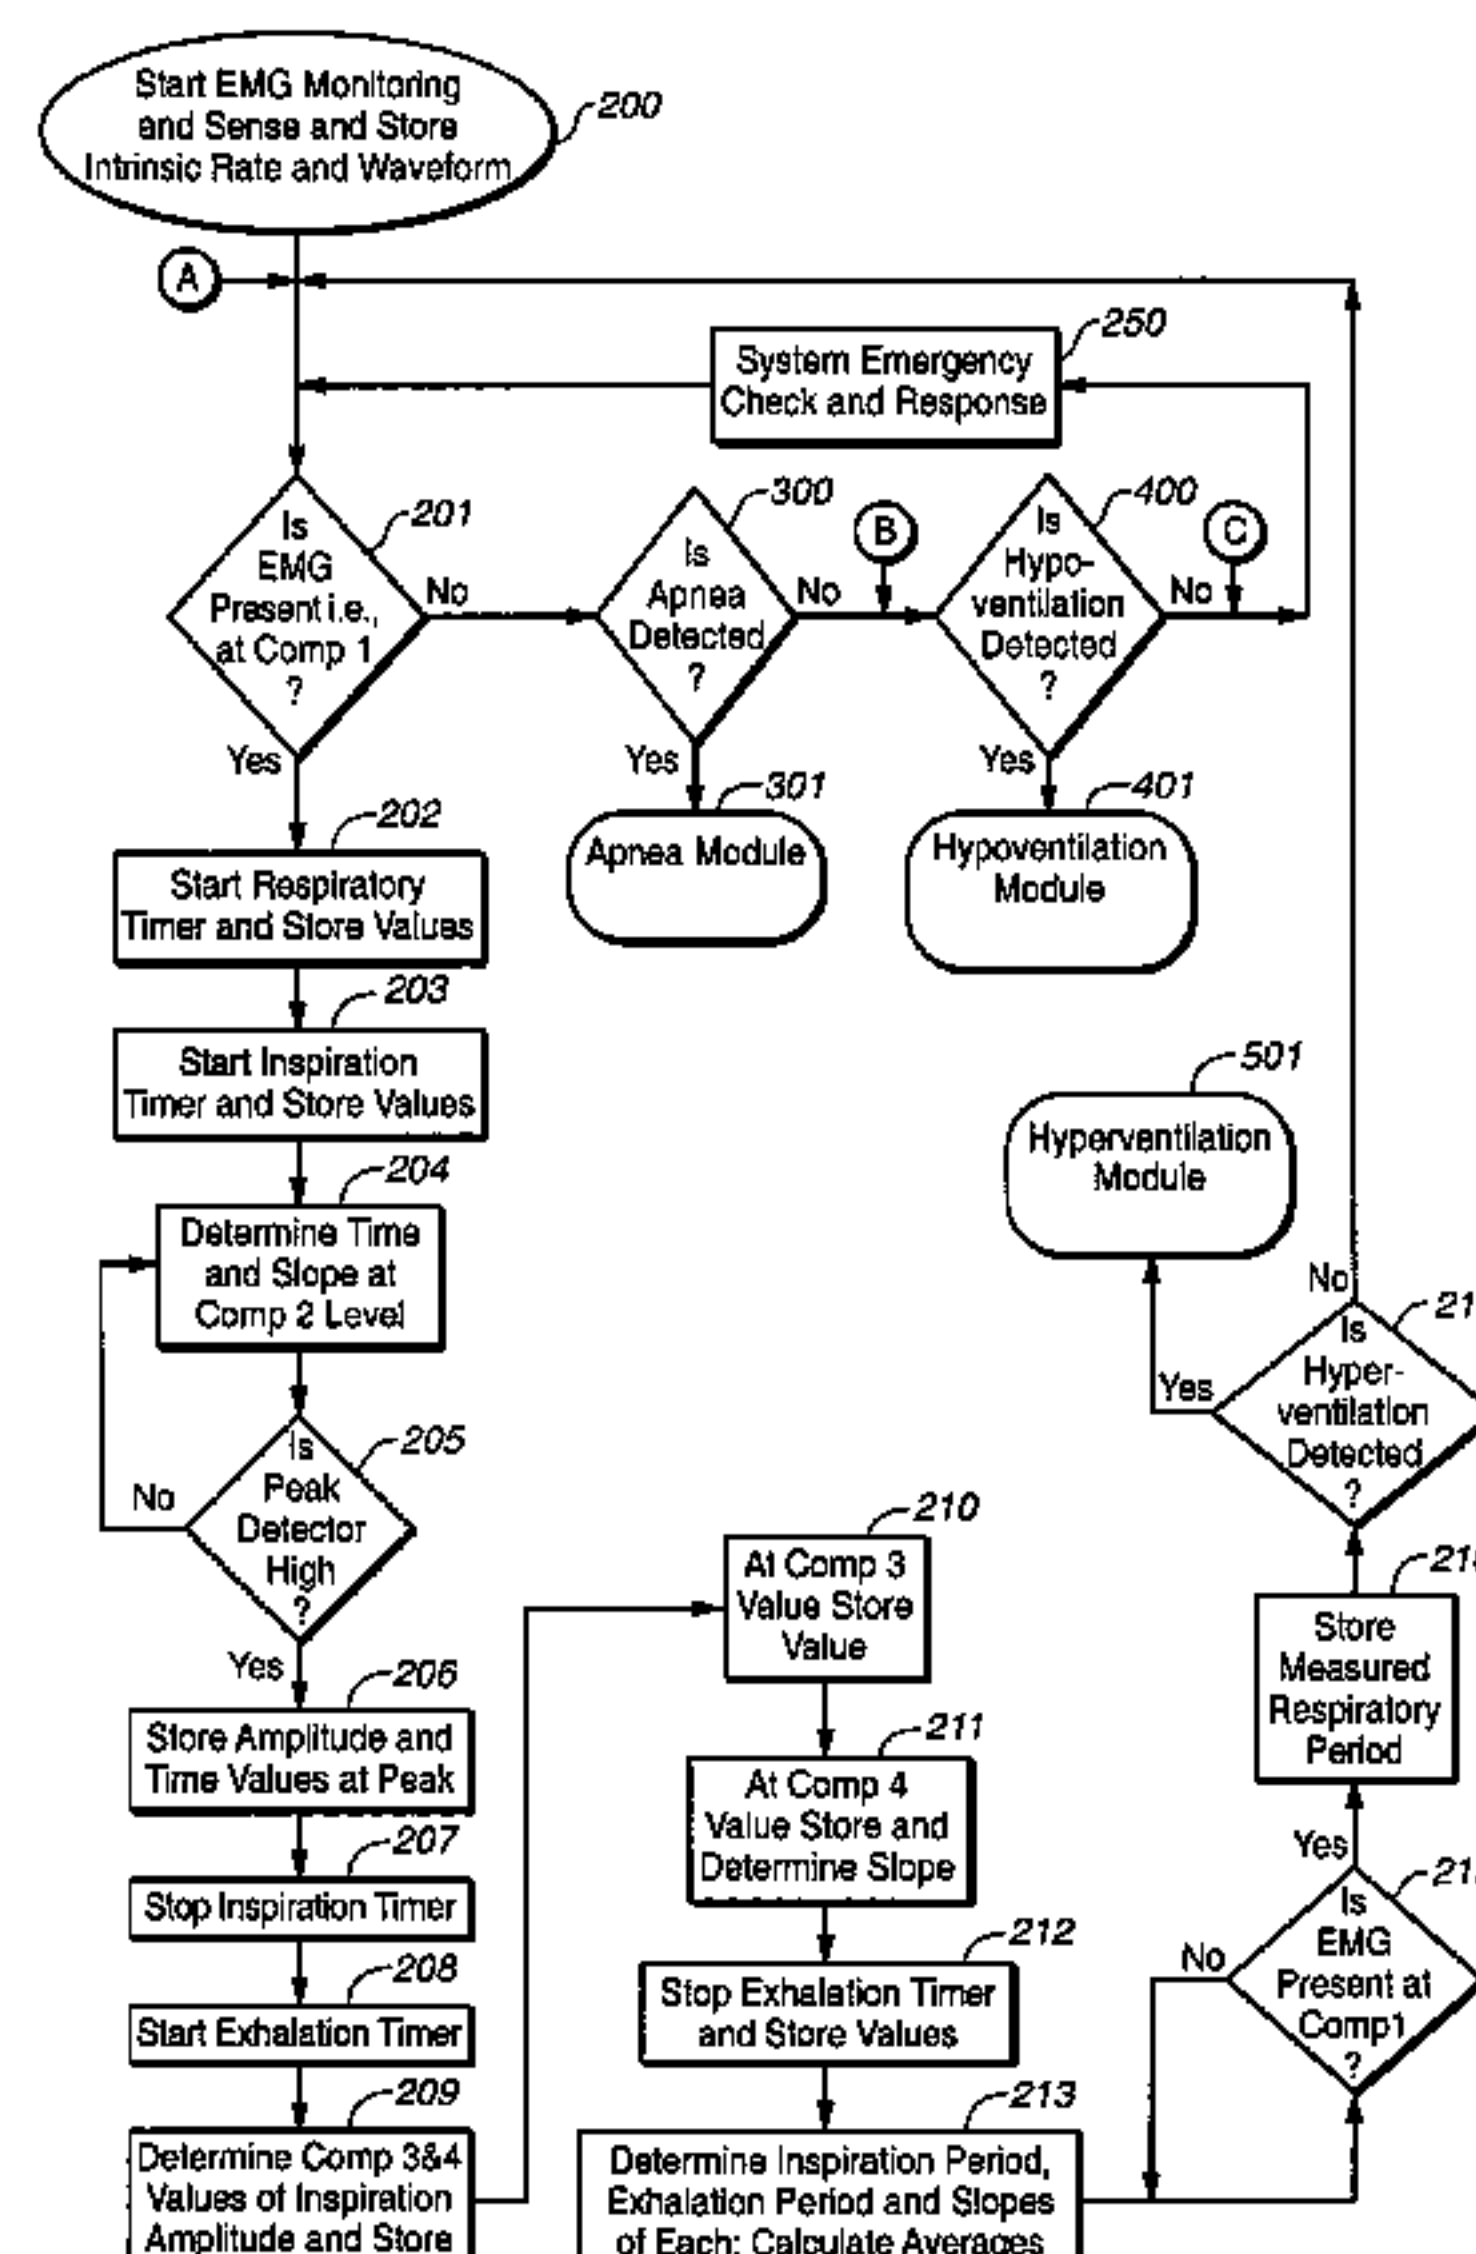 Start EMG Monitoring
and Sense and Store
Intrinsic Rate and Waveform
200
A
250
System Emergency
Check and Response
201
Is
EMG
Present i.e.,
at Comp 1
?
No
Yes
300
Is
Apnea
Detected
?
No
Yes
B
400
Is
Hypo-
ventilation
Detected
?
No
Yes
C
301
Apnea Module
401
Hypoventilation
Module
202
Start Respiratory
Timer and Store Values
203
Start Inspiration
Timer and Store Values
204
Determine Time
and Slope at
Comp 2 Level
205
Is
Peak
Detector
High
?
No
Yes
206
Store Amplitude and
Time Values at Peak
207
Stop Inspiration Timer
208
Start Exhalation Timer
209
Determine Comp 3&4
Values of Inspiration
Amplitude and Store
210
At Comp 3
Value Store
Value
211
At Comp 4
Value Store and
Determine Slope
212
Stop Exhalation Timer
and Store Values
213
Determine Inspiration Period,
Exhalation Period and Slopes
of Each; Calculate Averages
501
Hyperventilation
Module
No
Is
Hyper-
ventilation
Detected
?
Yes
Store
Measured
Respiratory
Period
Yes
Is
EMG
Present at
Comp1
?
No